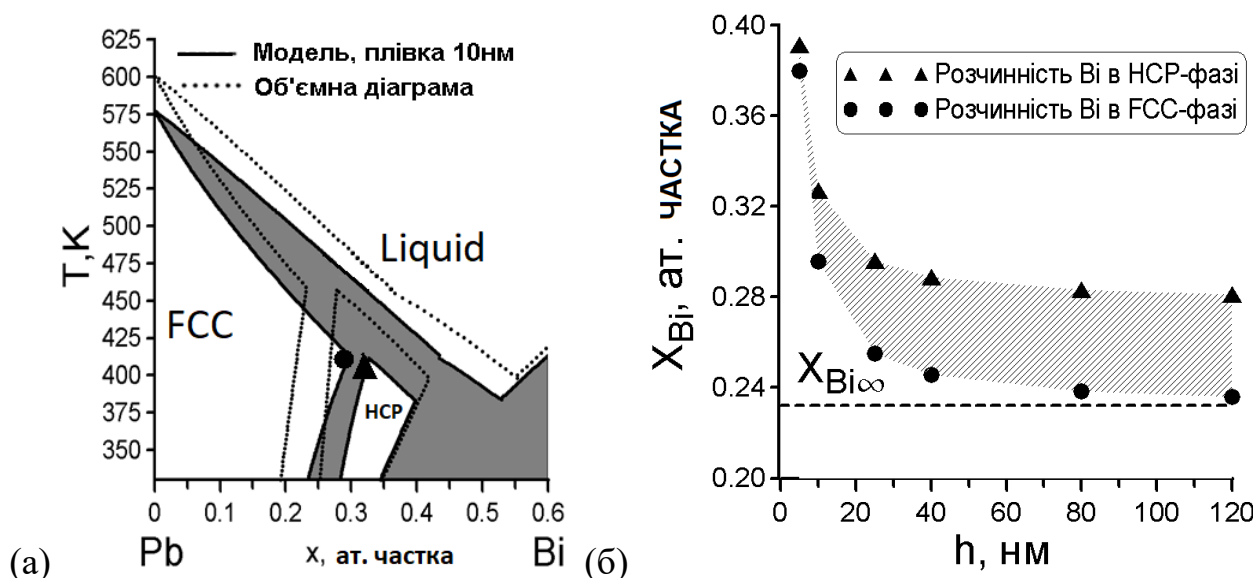 625
600
575
550
525
500
475
450
425
400
375
350
T,K
Модель, плівка 10нм
Об'ємна діаграма
Liquid
FCC
HCP
0
0.1
0.2
0.3
0.4
0.5
0.6
Pb
x, ат. частка
Bi
(а)
0.40
0.36
0.32
0.28
0.24
0.20
X_Bi, ат. частка
Розчинність Bi в HCP-фазі
Розчинність Bi в FCC-фазі
X_Bi∞
0
20
40
60
80
100
120
h, нм
(б)